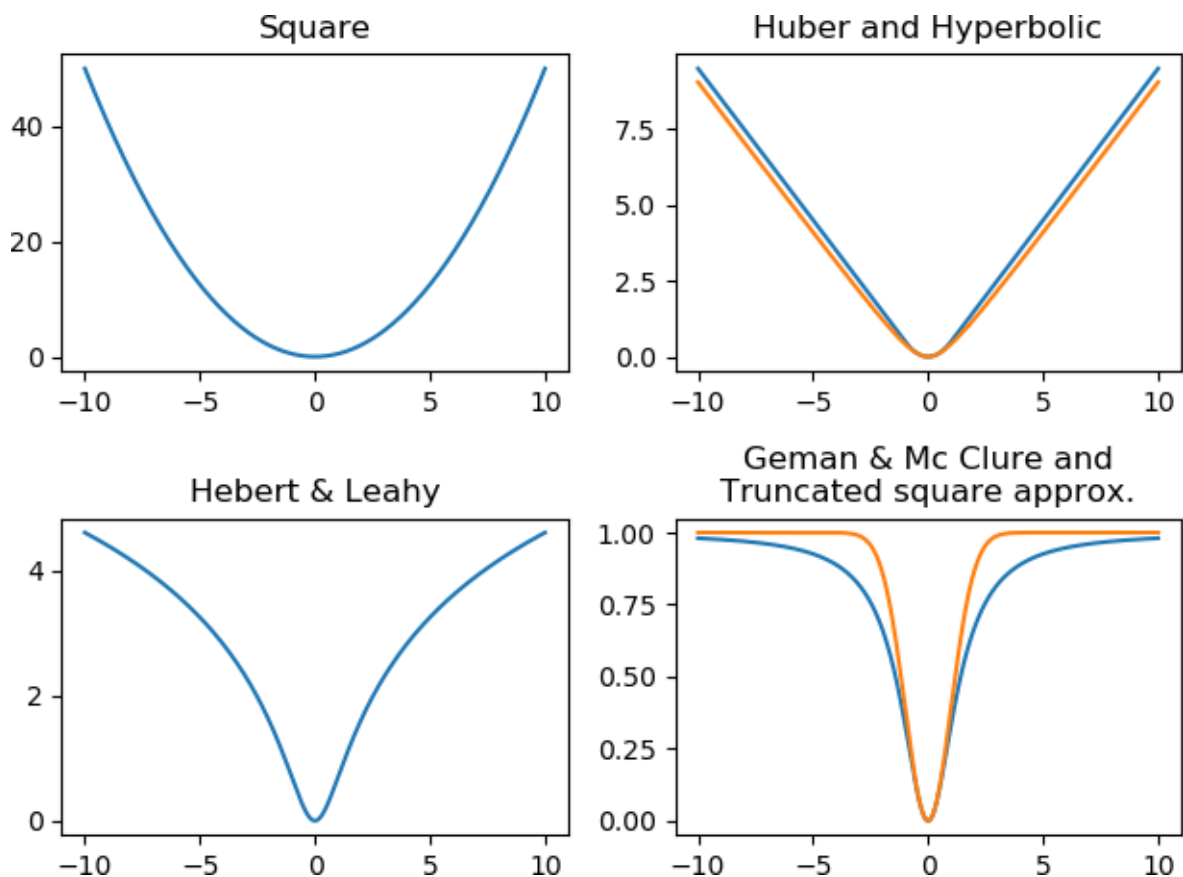 Square
40
20
0
−10 −5 0 5 10
Huber and Hyperbolic
7.5
5.0
2.5
0.0
−10 −5 0 5 10
Hebert & Leahy
4
2
0
−10 −5 0 5 10
Geman & Mc Clure and
Truncated square approx.
1.00
0.75
0.50
0.25
0.00
−10 −5 0 5 10